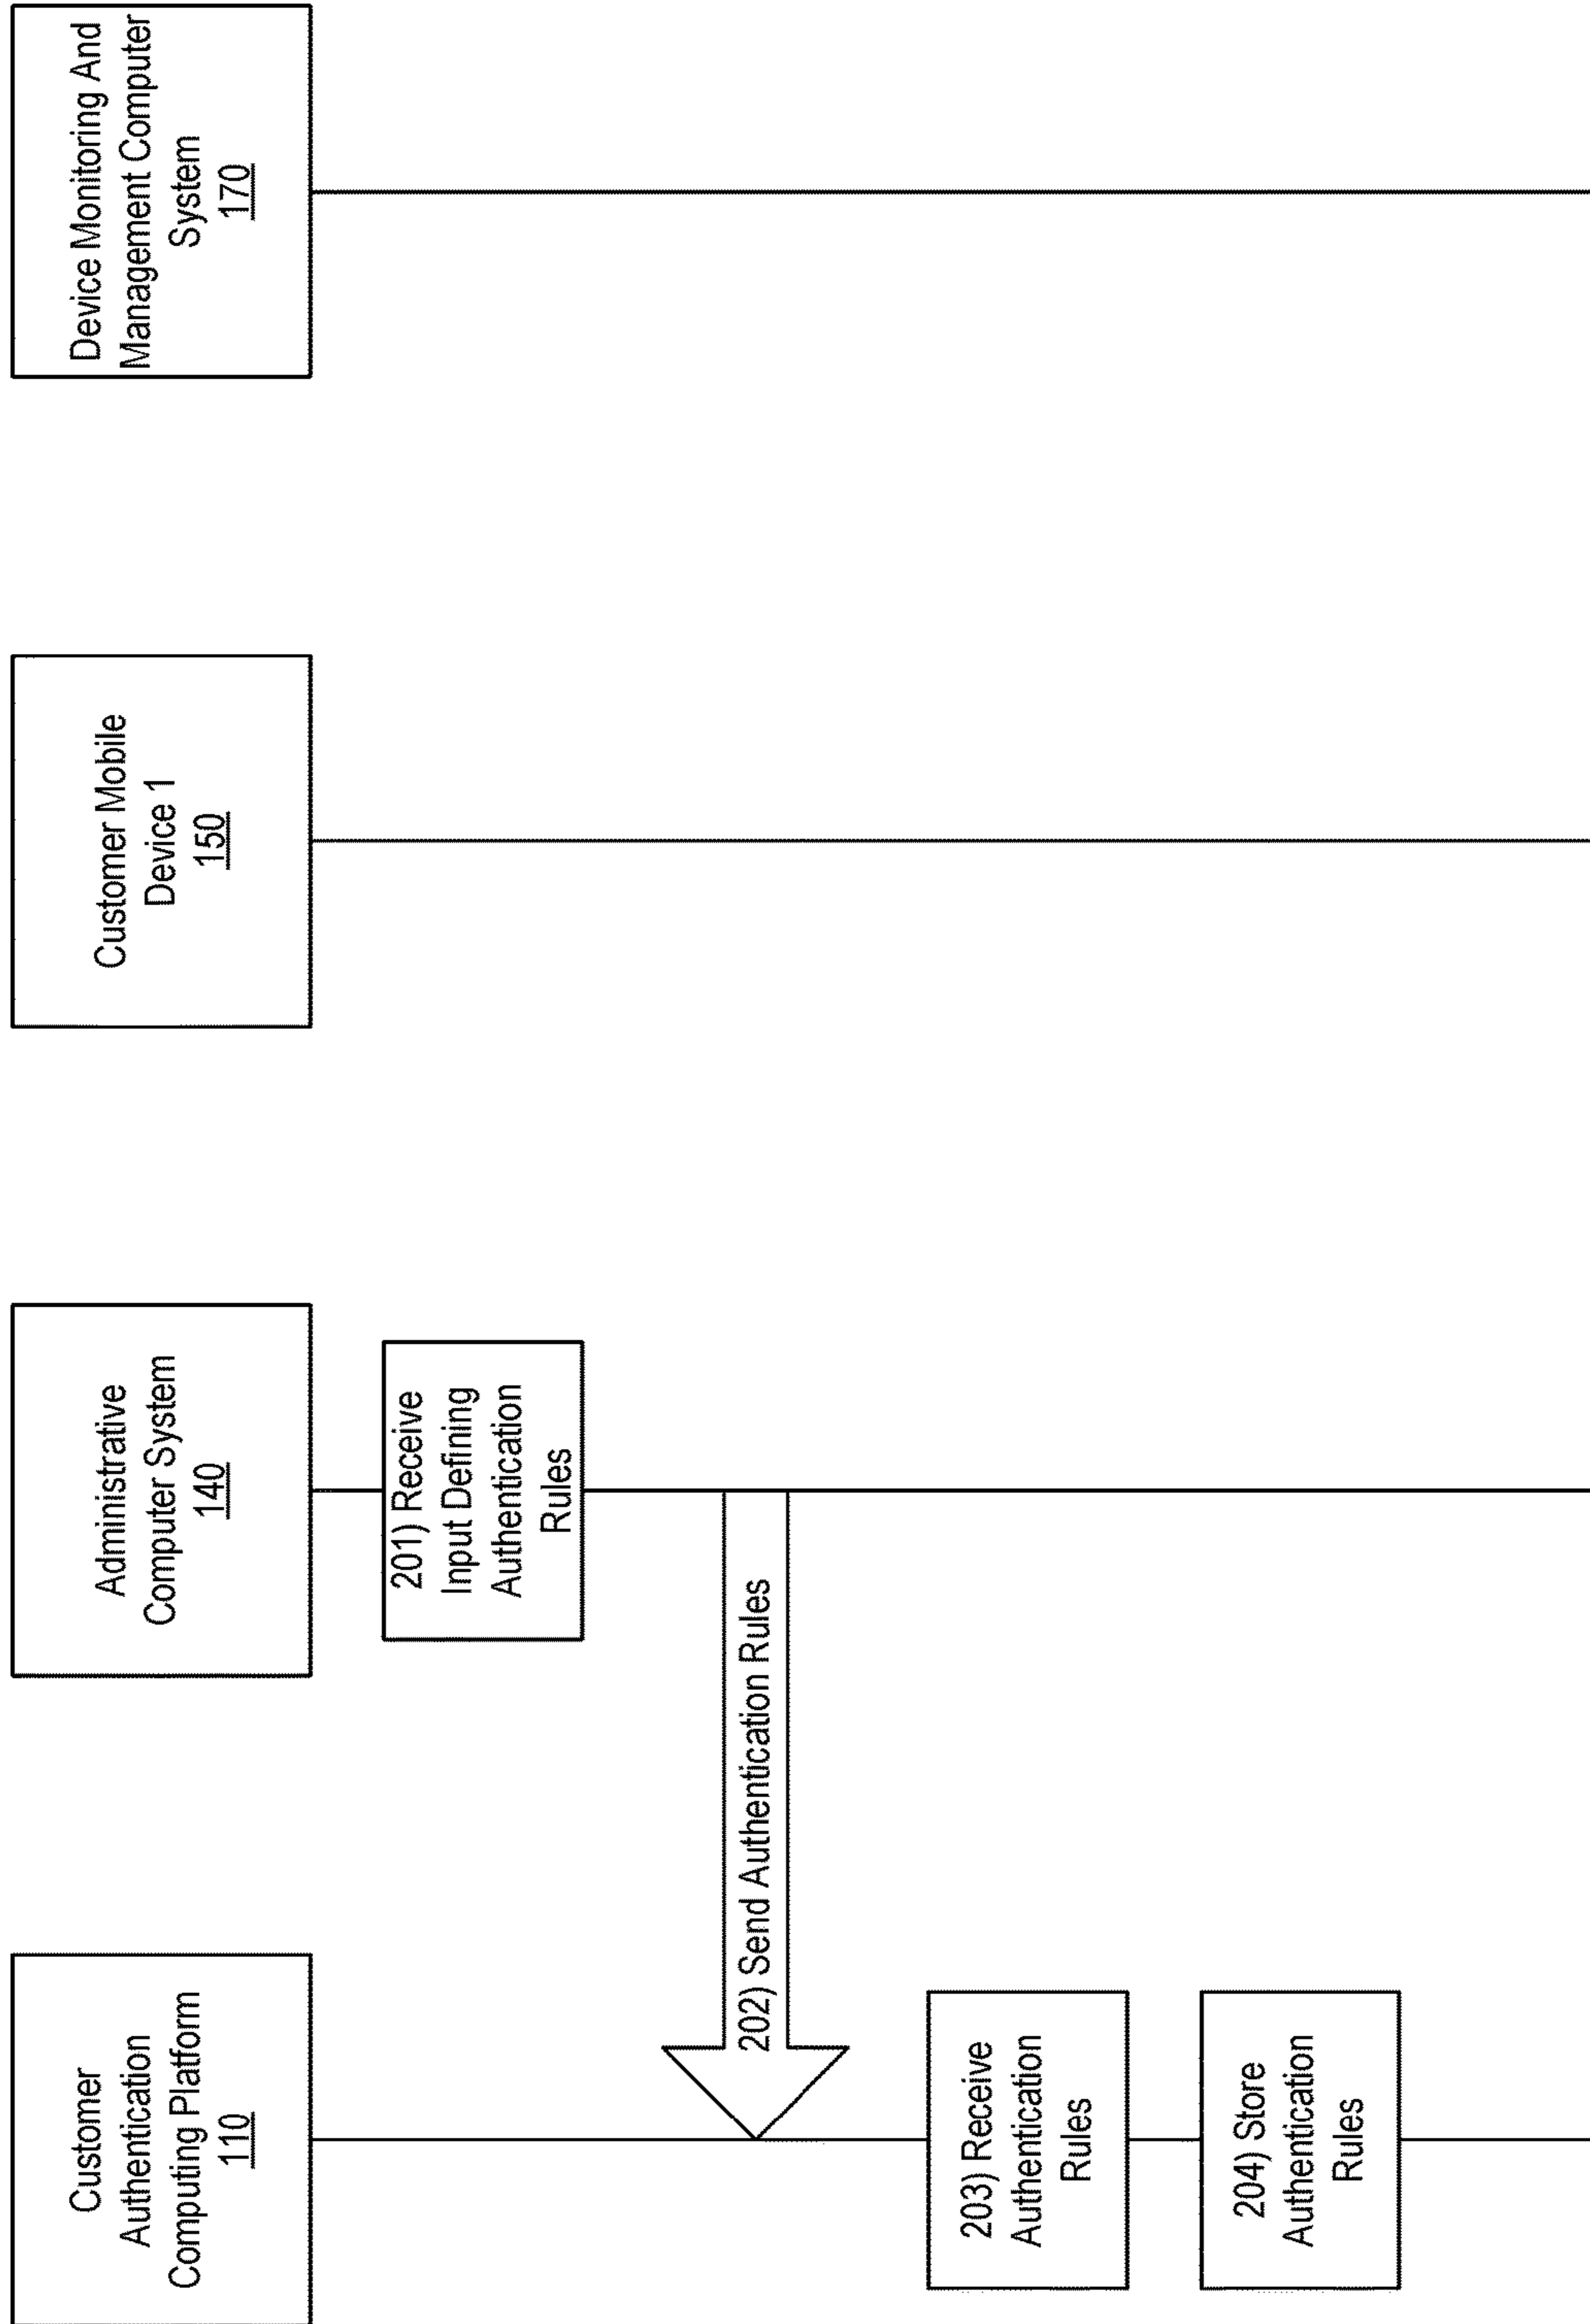 Customer
Authentication
Computing Platform
110
Administrative
Computer System
140
Customer Mobile
Device 1
150
Device Monitoring And
Management Computer
System
170
201) Receive
Input Defining
Authentication
Rules
202) Send Authentication Rules
203) Receive
Authentication
Rules
204) Store
Authentication
Rules